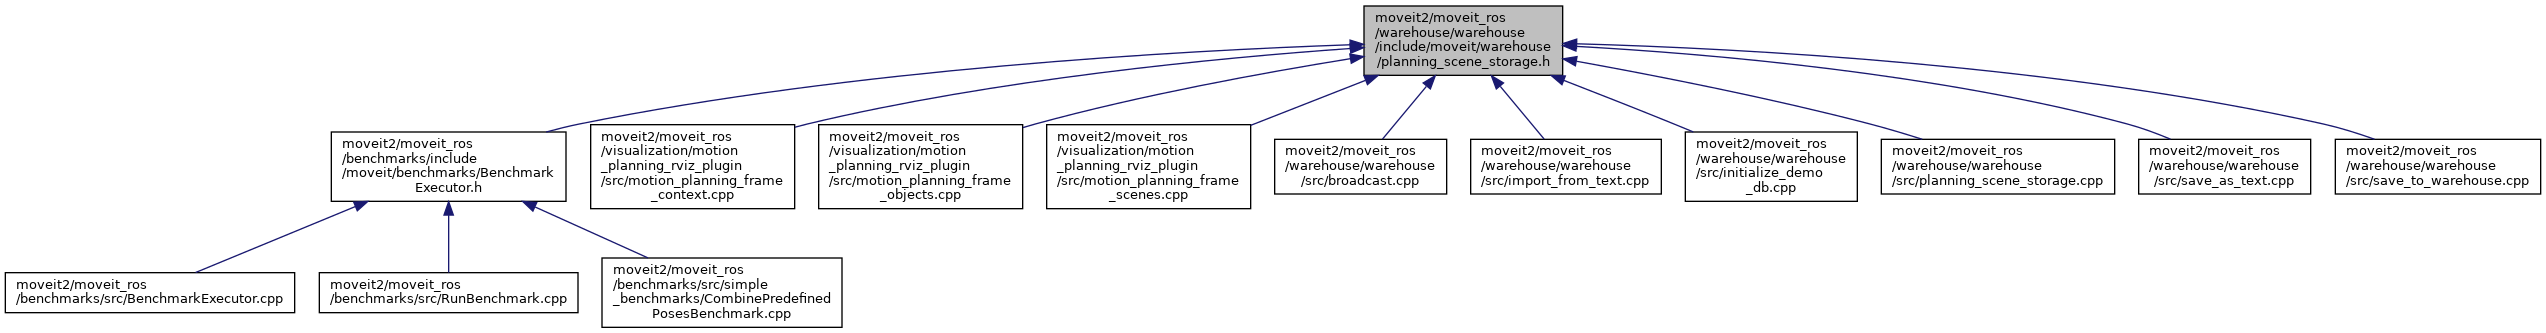 moveit2/moveit_ros
/warehouse/warehouse
/include/moveit/warehouse
/planning_scene_storage.h
moveit2/moveit_ros
/benchmarks/include
/moveit/benchmarks/Benchmark
Executor.h
moveit2/moveit_ros
/visualization/motion
_planning_rviz_plugin
/src/motion_planning_frame
_context.cpp
moveit2/moveit_ros
/visualization/motion
_planning_rviz_plugin
/src/motion_planning_frame
_objects.cpp
moveit2/moveit_ros
/visualization/motion
_planning_rviz_plugin
/src/motion_planning_frame
_scenes.cpp
moveit2/moveit_ros
/warehouse/warehouse
/src/broadcast.cpp
moveit2/moveit_ros
/warehouse/warehouse
/src/import_from_text.cpp
moveit2/moveit_ros
/warehouse/warehouse
/src/initialize_demo
_db.cpp
moveit2/moveit_ros
/warehouse/warehouse
/src/planning_scene_storage.cpp
moveit2/moveit_ros
/warehouse/warehouse
/src/save_as_text.cpp
moveit2/moveit_ros
/warehouse/warehouse
/src/save_to_warehouse.cpp
moveit2/moveit_ros
/benchmarks/src/BenchmarkExecutor.cpp
moveit2/moveit_ros
/benchmarks/src/RunBenchmark.cpp
moveit2/moveit_ros
/benchmarks/src/simple
_benchmarks/CombinePredefined
PosesBenchmark.cpp